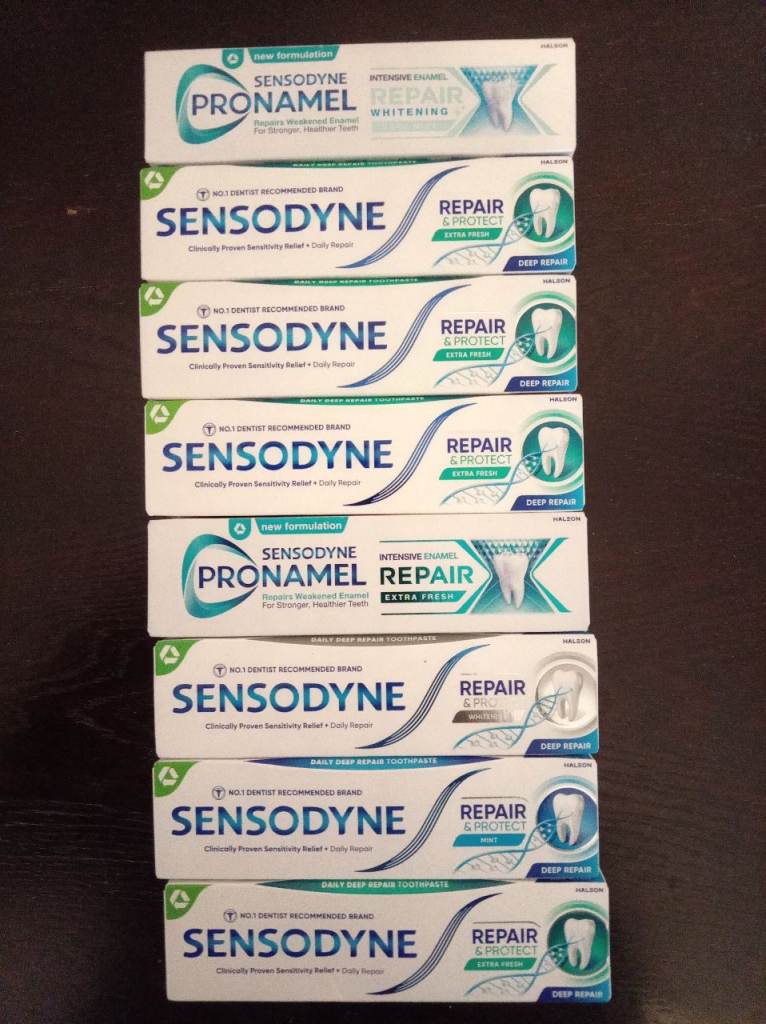 new formulation
HALEON
SENSODYNE
PRONAMEL
Repairs Weakened Enamel
For Stronger, Healthier Teeth
INTENSIVE ENAMEL
REPAIR
WHITENING
DAILY DEEP REPAIR TOOTHPASTE
HALEON
NO.1 DENTIST RECOMMENDED BRAND
SENSODYNE
Clinically Proven Sensitivity Relief + Daily Repair
REPAIR
& PROTECT
EXTRA FRESH
DEEP REPAIR
DAILY DEEP REPAIR TOOTHPASTE
HALEON
NO.1 DENTIST RECOMMENDED BRAND
SENSODYNE
Clinically Proven Sensitivity Relief + Daily Repair
REPAIR
& PROTECT
EXTRA FRESH
DEEP REPAIR
DAILY DEEP REPAIR TOOTHPASTE
HALEON
NO.1 DENTIST RECOMMENDED BRAND
SENSODYNE
Clinically Proven Sensitivity Relief + Daily Repair
REPAIR
& PROTECT
EXTRA FRESH
DEEP REPAIR
new formulation
HALEON
SENSODYNE
PRONAMEL
Repairs Weakened Enamel
For Stronger, Healthier Teeth
INTENSIVE ENAMEL
REPAIR
EXTRA FRESH
DAILY DEEP REPAIR TOOTHPASTE
HALEON
NO.1 DENTIST RECOMMENDED BRAND
SENSODYNE
Clinically Proven Sensitivity Relief + Daily Repair
REPAIR
& PRO
WHITENING
DEEP REPAIR
DAILY DEEP REPAIR TOOTHPASTE
HALEON
NO.1 DENTIST RECOMMENDED BRAND
SENSODYNE
Clinically Proven Sensitivity Relief + Daily Repair
REPAIR
& PROTECT
MINT
DEEP REPAIR
DAILY DEEP REPAIR TOOTHPASTE
HALEON
NO.1 DENTIST RECOMMENDED BRAND
SENSODYNE
Clinically Proven Sensitivity Relief + Daily Repair
REPAIR
& PROTECT
EXTRA FRESH
DEEP REPAIR